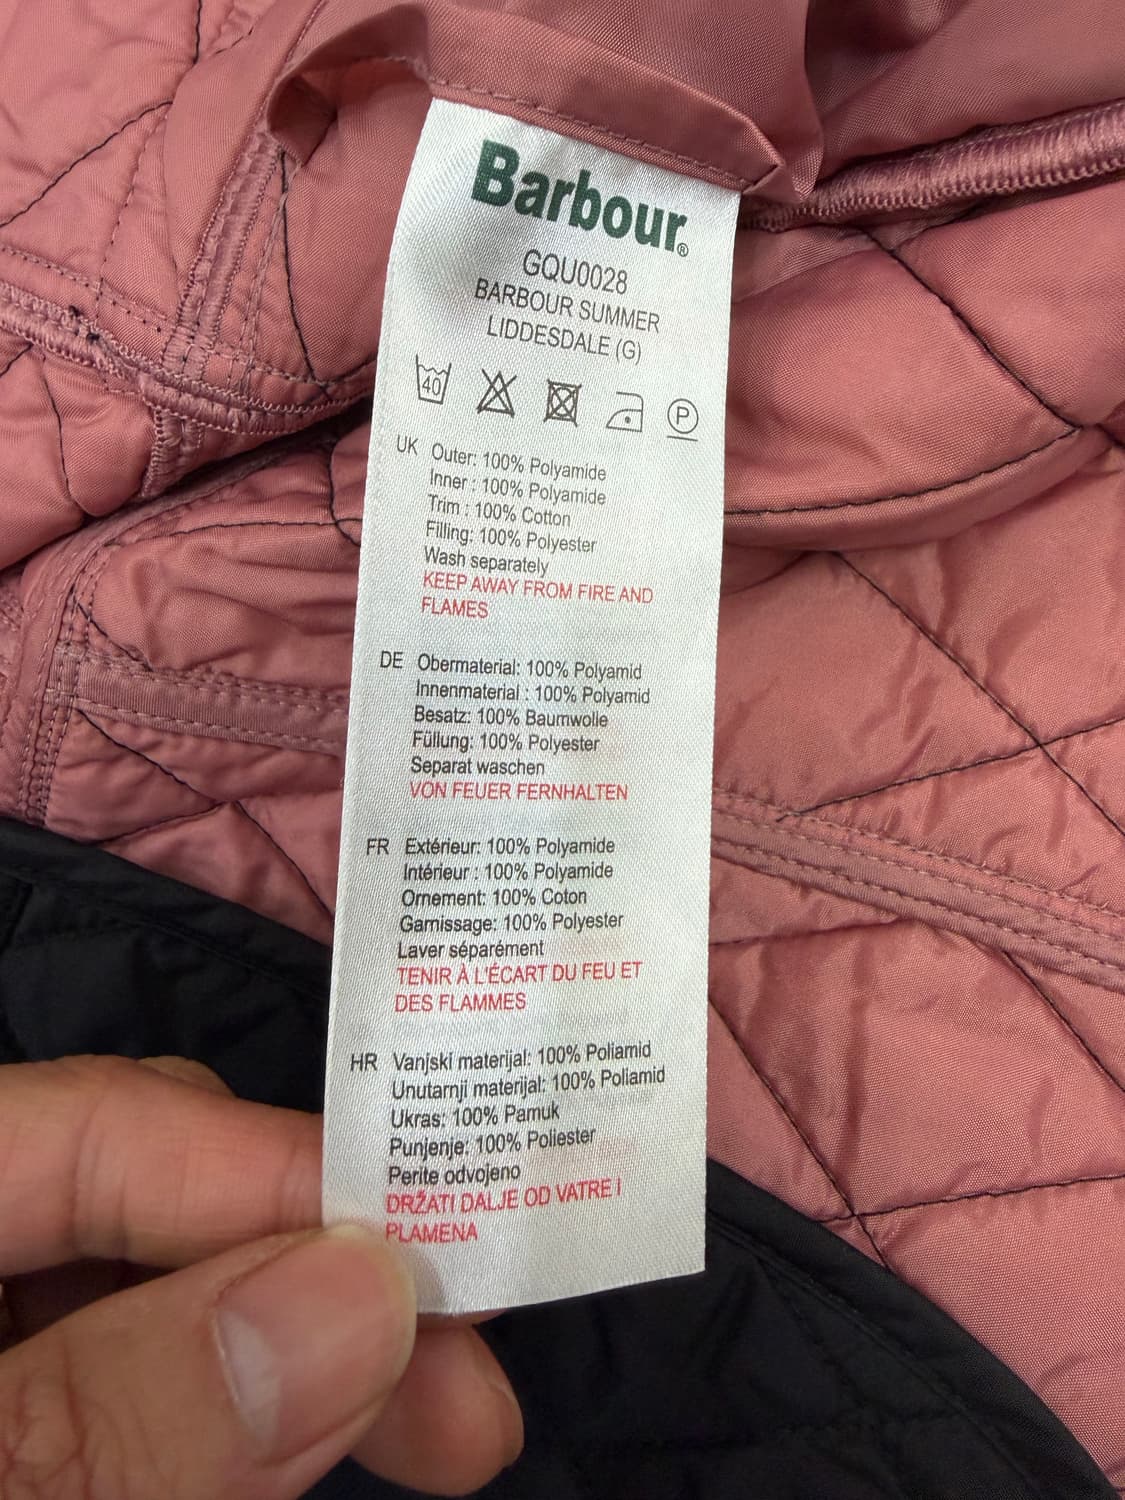 Barbour®
GQU0028
BARBOUR SUMMER
LIDDESDALE (G)
40 P
UK Outer: 100% Polyamide
Inner : 100% Polyamide
Trim : 100% Cotton
Filling: 100% Polyester
Wash separately
KEEP AWAY FROM FIRE AND
FLAMES
DE Obermaterial: 100% Polyamid
Innenmaterial : 100% Polyamid
Besatz: 100% Baumwolle
Füllung: 100% Polyester
Separat waschen
VON FEUER FERNHALTEN
FR Extérieur: 100% Polyamide
Intérieur : 100% Polyamide
Ornement: 100% Coton
Garnissage: 100% Polyester
Laver séparément
TENIR À L'ÉCART DU FEU ET
DES FLAMMES
HR Vanjski materijal: 100% Poliamid
Unutarnji materijal: 100% Poliamid
Ukras: 100% Pamuk
Punjenje: 100% Poliester
Perite odvojeno
DRŽATI DALJE OD VATRE I
PLAMENA